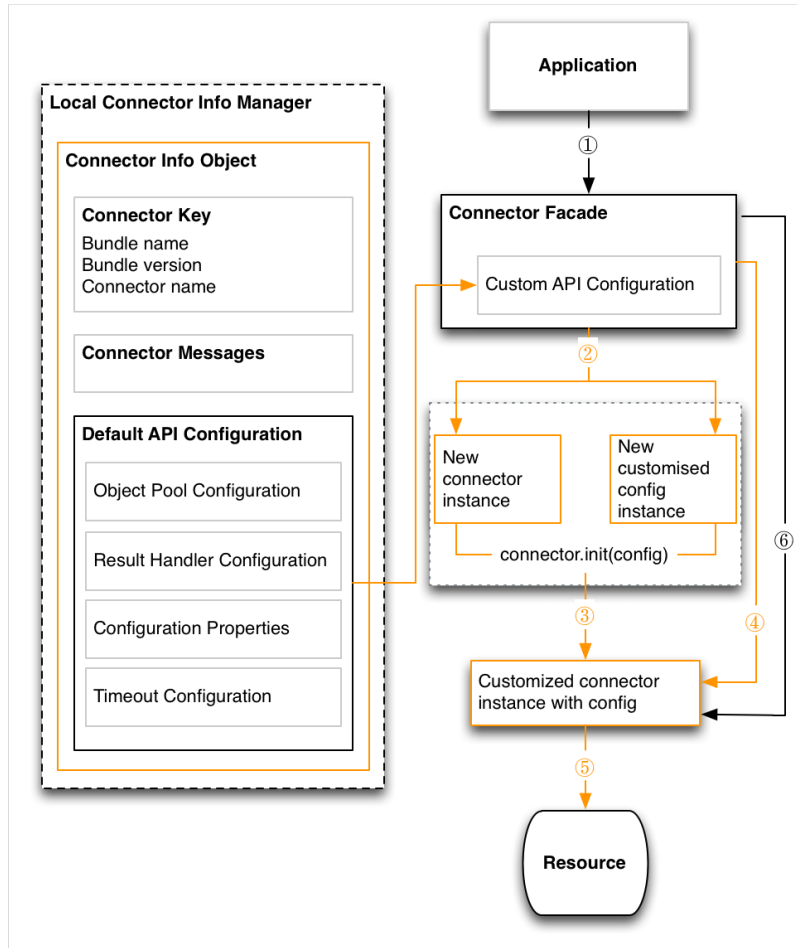 Application
Local Connector Info Manager
①
Connector Info Object
Connector Key
Bundle name
Bundle version
Connector name
Connector Facade
Custom API Configuration
Connector Messages
②
Default API Configuration
Object Pool Configuration
Result Handler Configuration
Configuration Properties
Timeout Configuration
New
connector
instance
New
customised
config
instance
connector.init(config)
⑥
③
④
Customized connector
instance with config
⑤
Resource